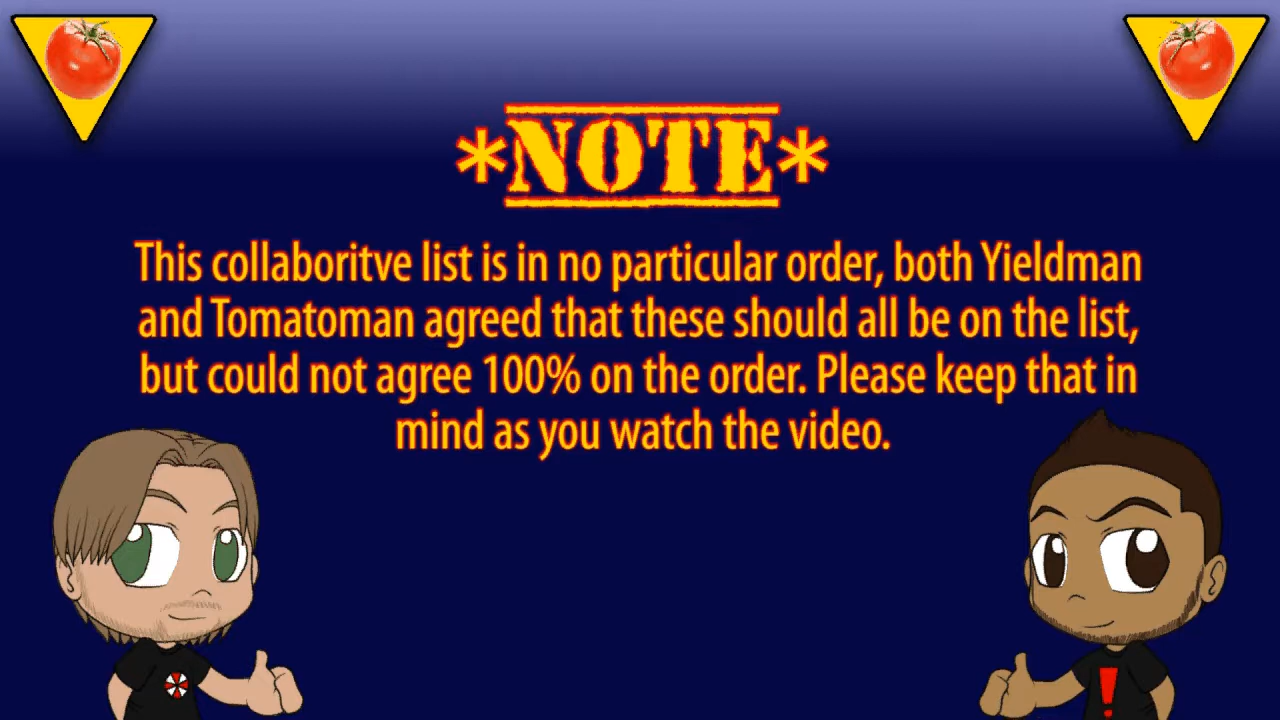 *NOTE*
This collaboritve list is in no particular order, both Yieldman
and Tomatoman agreed that these should all be on the list,
but could not agree 100% on the order. Please keep that in
mind as you watch the video.
!